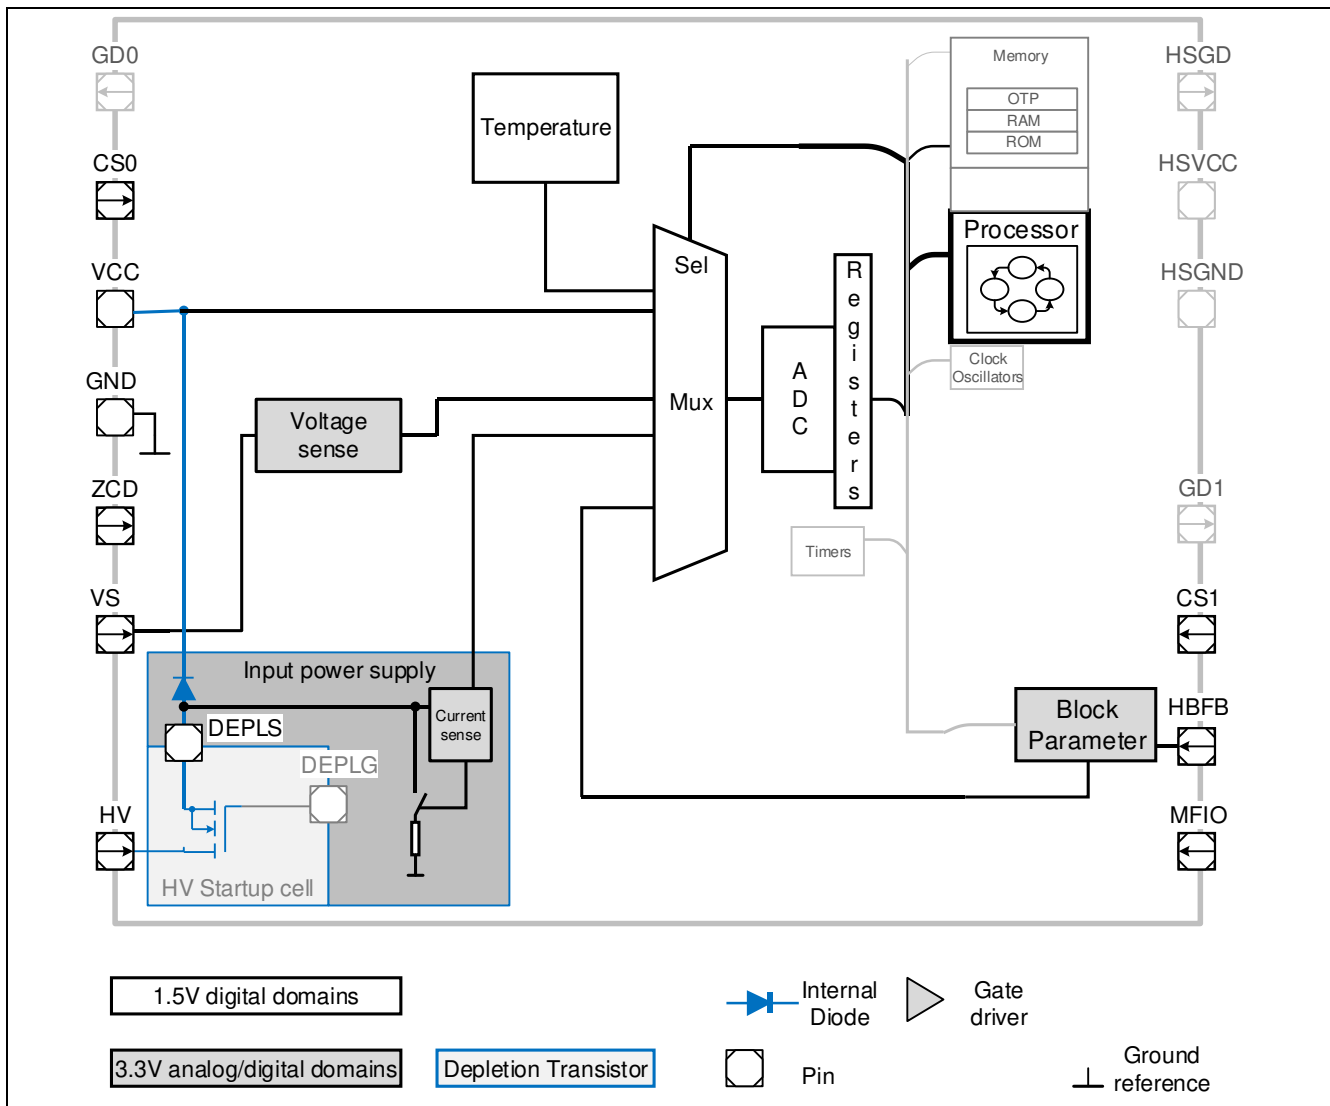 GD0
HSGD
Memory
OTP
RAM
ROM
Temperature
CS0
HSVCC
Processor
VCC
Sel
HSGND
Registers
Clock
Oscillators
GND
Voltage
sense
Mux
ADC
ZCD
GD1
Timers
VS
CS1
Input power supply
Current
sense
DEPLS
DEPLG
Block
Parameter
HBFB
HV
MFIO
HV Startup cell
1.5V digital domains
Internal
Diode
Gate
driver
3.3V analog/digital domains
Depletion Transistor
Pin
Ground
reference